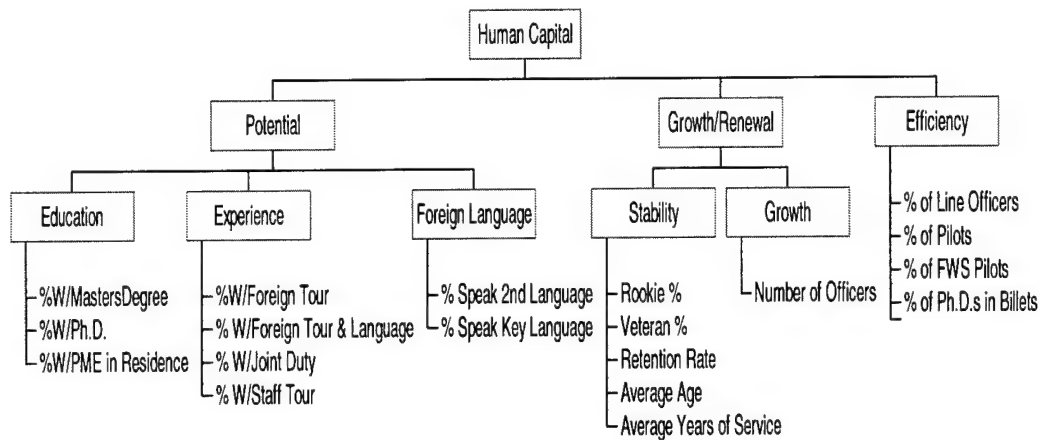 Human Capital
Potential
Growth/Renewal
Efficiency
Education
Experience
Foreign Language
Stability
Growth
%W/MastersDegree
%W/Ph.D.
%W/PME in Residence
%W/Foreign Tour
% W/Foreign Tour & Language
% W/Joint Duty
% W/Staff Tour
% Speak 2nd Language
% Speak Key Language
Rookie %
Veteran %
Retention Rate
Average Age
Average Years of Service
Number of Officers
% of Line Officers
% of Pilots
% of FWS Pilots
% of Ph.D.s in Billets